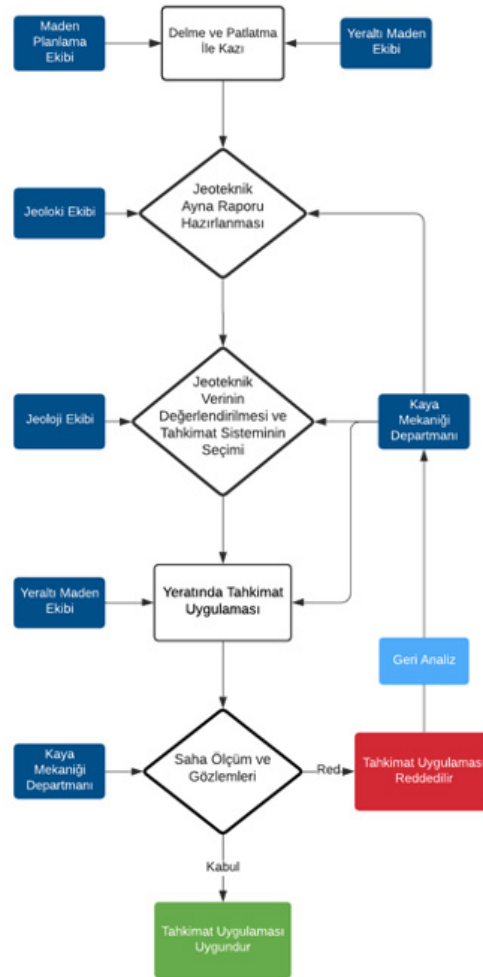 Maden
Planlama
Ekibi
Delme ve Patlatma
İle Kazı
Yeraltı Maden
Ekibi
Jeoloki Ekibi
Jeoteknik
Ayna Raporu
Hazırlanması
Jeoloji Ekibi
Jeoteknik
Verinin
Değerlendirilmesi ve
Tahkimat Sisteminin
Seçimi
Kaya
Mekaniği
Departmanı
Yeraltı Maden
Ekibi
Yeratında Tahkimat
Uygulaması
Geri Analiz
Kaya
Mekaniği
Departmanı
Saha Ölçüm ve
Gözlemleri
Red
Tahkimat Uygulaması
Reddedilir
Kabul
Tahkimat Uygulaması
Uygundur